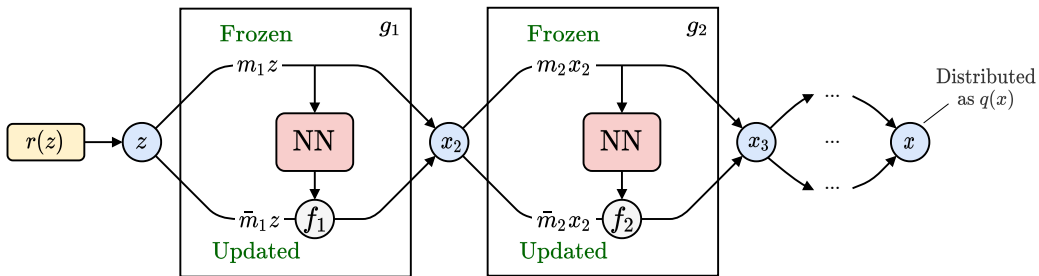 r(z)
z
Frozen
g₁
m₁z
NN
m̄₁z
f₁
Updated
x₂
Frozen
g₂
m₂x₂
NN
m̄₂x₂
f₂
Updated
x₃
...
...
...
x
Distributed
as q(x)